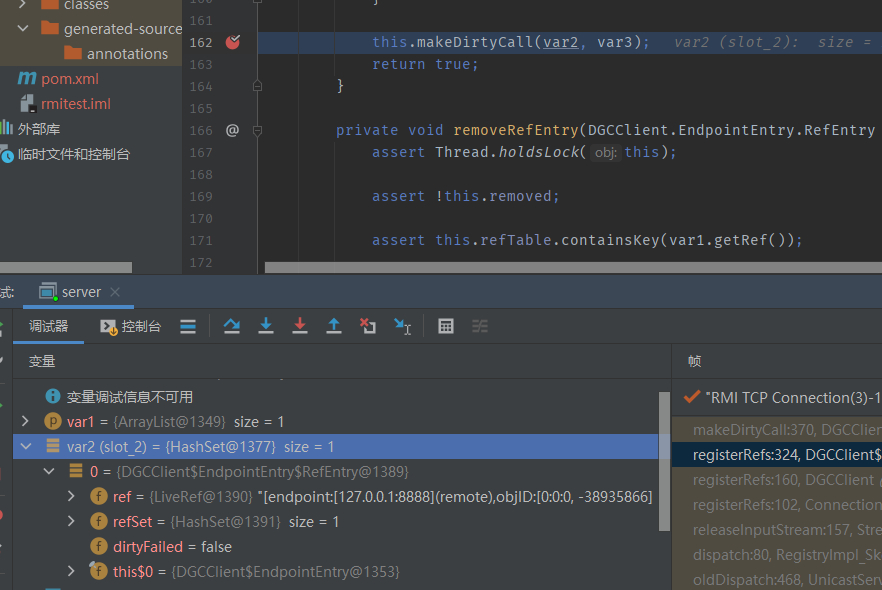 classes
generated-source
annotations
pom.xml
rmitest.iml
外部库
临时文件和控制台
161
162 this.makeDirtyCall(var2, var3); var2 (slot_2): size =
163 return true;
164 }
165
166 @ private void removeRefEntry(DGCClient.EndpointEntry.RefEntry
167 assert Thread.holdsLock( obj: this);
168
169 assert !this.removed;
170
171 assert this.refTable.containsKey(var1.getRef());
172
式: server
调试器 控制台
变量 帧
变量调试信息不可用
var1 = {ArrayList@1349} size = 1
var2 (slot_2) = {HashSet@1377} size = 1
0 = {DGCClient$EndpointEntry$RefEntry@1389}
ref = {LiveRef@1390} "[endpoint:[127.0.0.1:8888](remote),objID:[0:0:0, -38935866]
refSet = {HashSet@1391} size = 1
dirtyFailed = false
this$0 = {DGCClient$EndpointEntry@1353}
"RMI TCP Connection(3)-1
makeDirtyCall:370, DGCClien
registerRefs:324, DGCClient$
registerRefs:160, DGCClient
registerRefs:102, Connection
releaseInputStream:157, Stre
dispatch:80, RegistryImpl_Sk
oldDispatch:468, UnicastServ